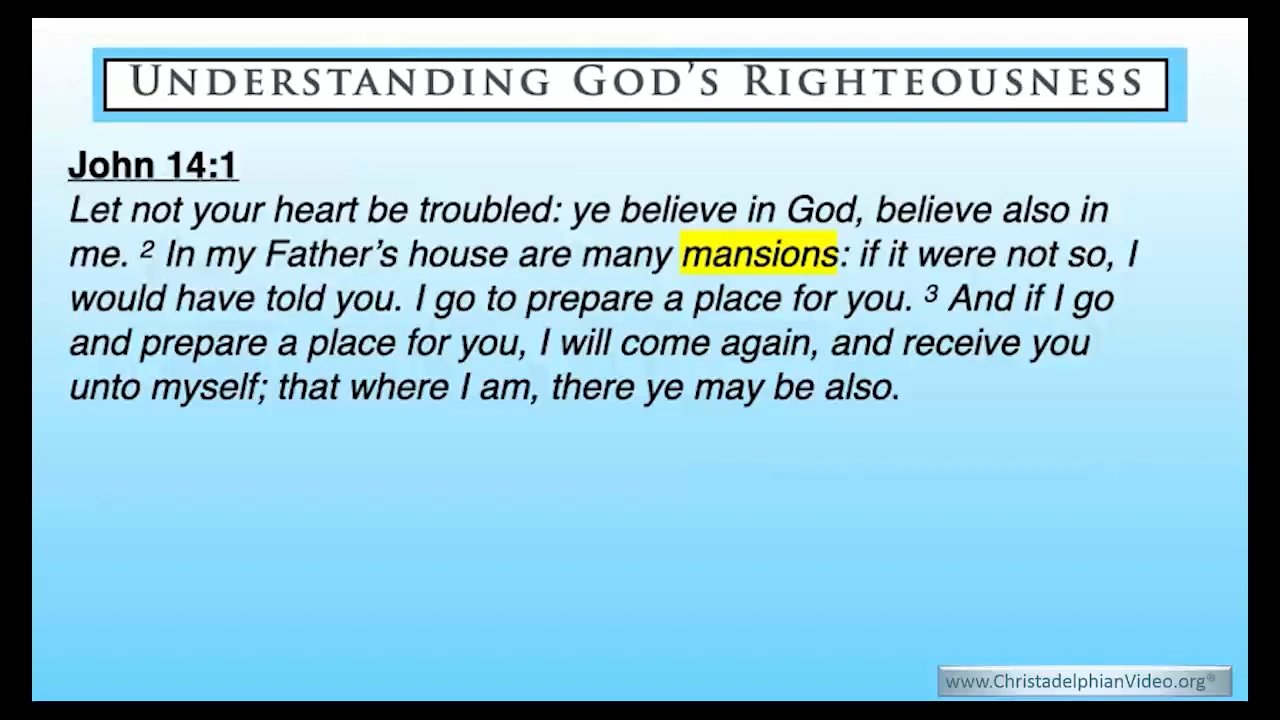 UNDERSTANDING GOD'S RIGHTEOUSNESS
John 14:1
Let not your heart be troubled: ye believe in God, believe also in
me. ² In my Father's house are many mansions: if it were not so, I
would have told you. I go to prepare a place for you. ³ And if I go
and prepare a place for you, I will come again, and receive you
unto myself; that where I am, there ye may be also.
www.ChristadelphianVideo.org®